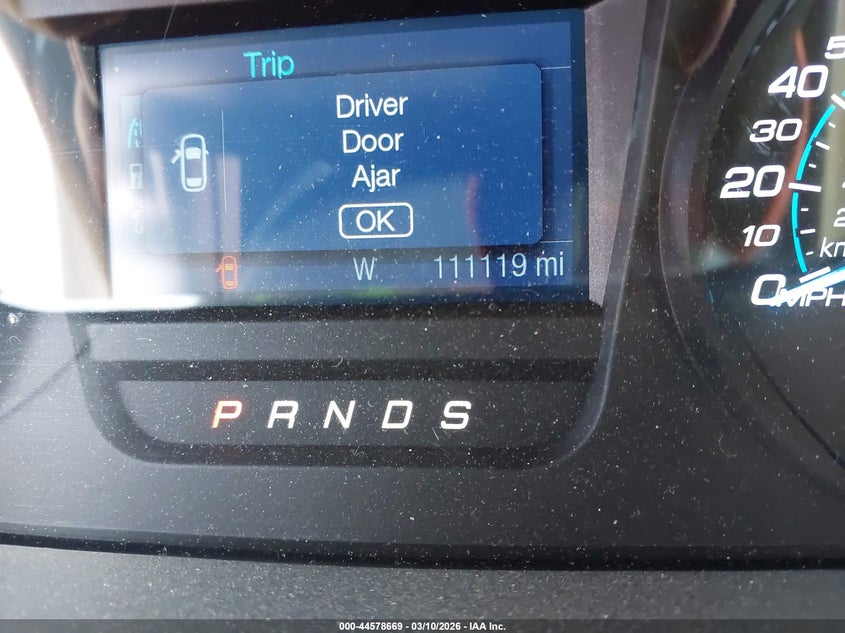 Trip
Driver
Door
Ajar
OK
W 111119 mi
P R N D S
40
30
20
10
0
MPH
000-44578669 — 03/10/2026 — IAA Inc.